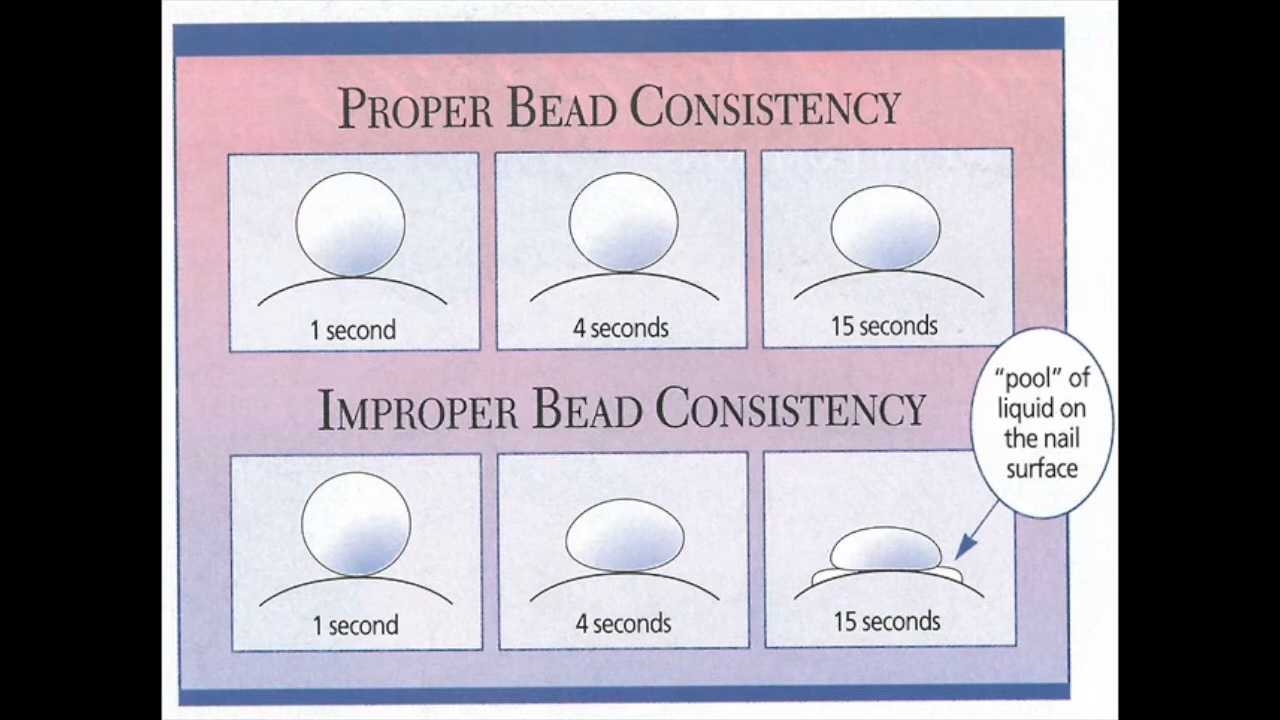 PROPER BEAD CONSISTENCY
1 second
4 seconds
15 seconds
IMPROPER BEAD CONSISTENCY
"pool" of
liquid on
the nail
surface
1 second
4 seconds
15 seconds